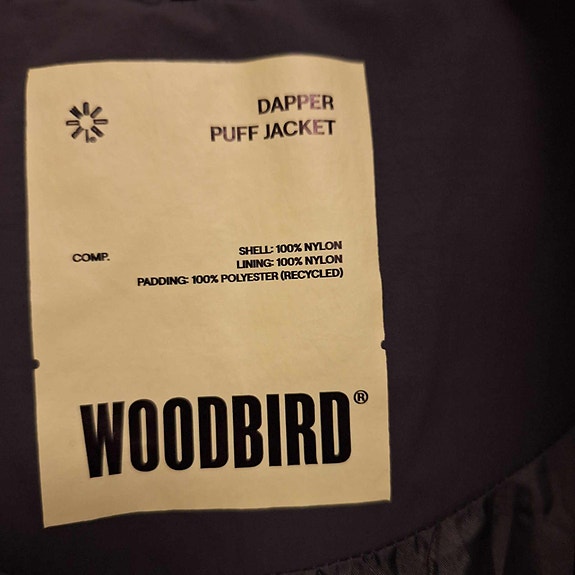 DAPPER
PUFF JACKET
COMP.
SHELL: 100% NYLON
LINING: 100% NYLON
PADDING: 100% POLYESTER (RECYCLED)
WOODBIRD®